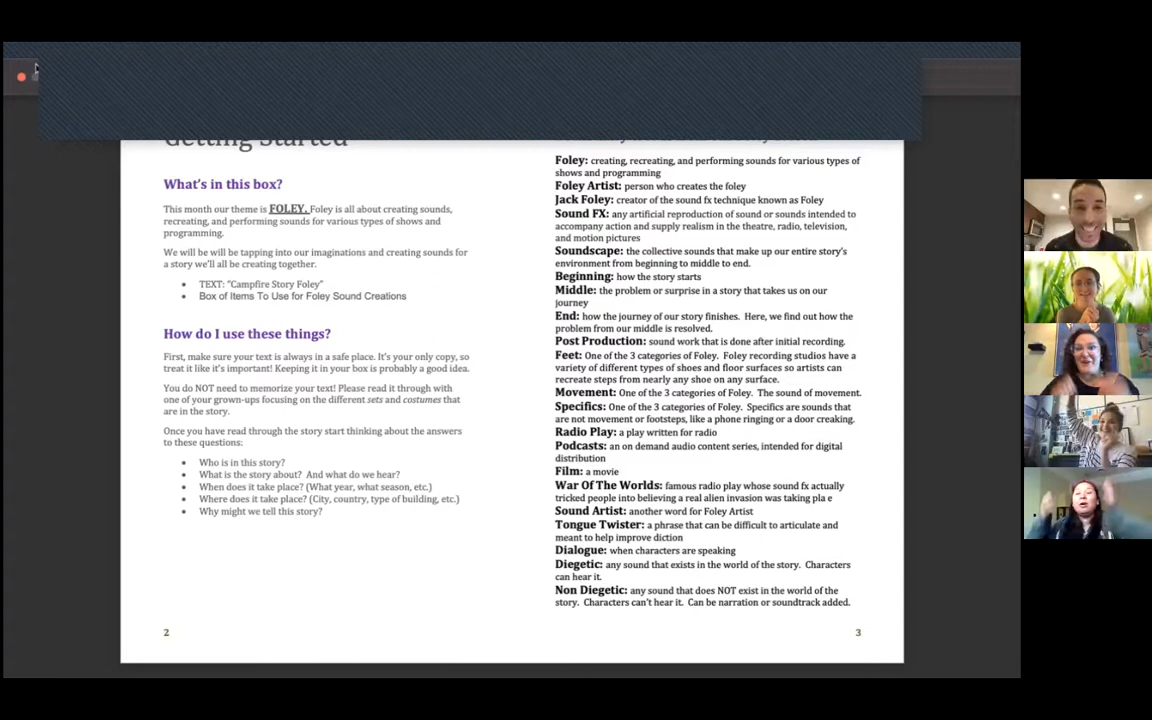 Getting Started
What's in this box?
This month our theme is FOLEY. Foley is all about creating sounds,
recreating, and performing sounds for various types of shows and
programming.
We will be will be tapping into our imaginations and creating sounds for
a story we'll all be creating together.
• TEXT: "Campfire Story Foley"
• Box of Items To Use for Foley Sound Creations
How do I use these things?
First, make sure your text is always in a safe place. It's your only copy, so
treat it like it's important! Keeping it in your box is probably a good idea.
You do NOT need to memorize your text! Please read it through with
one of your grown-ups focusing on the different sets and costumes that
are in the story.
Once you have read through the story start thinking about the answers
to these questions:
• Who is in this story?
• What is the story about? And what do we hear?
• When does it take place? (What year, what season, etc.)
• Where does it take place? (City, country, type of building, etc.)
• Why might we tell this story?
2
Foley: creating, recreating, and performing sounds for various types of
shows and programming
Foley Artist: person who creates the foley
Jack Foley: creator of the sound fx technique known as Foley
Sound FX: any artificial reproduction of sound or sounds intended to
accompany action and supply realism in the theatre, radio, television,
and motion pictures
Soundscape: the collective sounds that make up our entire story's
environment from beginning to middle to end.
Beginning: how the story starts
Middle: the problem or surprise in a story that takes us on our
journey
End: how the journey of our story finishes. Here, we find out how the
problem from our middle is resolved.
Post Production: sound work that is done after initial recording.
Feet: One of the 3 categories of Foley. Foley recording studios have a
variety of different types of shoes and floor surfaces so artists can
recreate steps from nearly any shoe on any surface.
Movement: One of the 3 categories of Foley. The sound of movement.
Specifics: One of the 3 categories of Foley. Specifics are sounds that
are not movement or footsteps, like a phone ringing or a door creaking.
Radio Play: a play written for radio
Podcasts: an on demand audio content series, intended for digital
distribution
Film: a movie
War Of The Worlds: famous radio play whose sound fx actually
tricked people into believing a real alien invasion was taking pla e
Sound Artist: another word for Foley Artist
Tongue Twister: a phrase that can be difficult to articulate and
meant to help improve diction
Dialogue: when characters are speaking
Diegetic: any sound that exists in the world of the story. Characters
can hear it.
Non Diegetic: any sound that does NOT exist in the world of the
story. Characters can't hear it. Can be narration or soundtrack added.
3